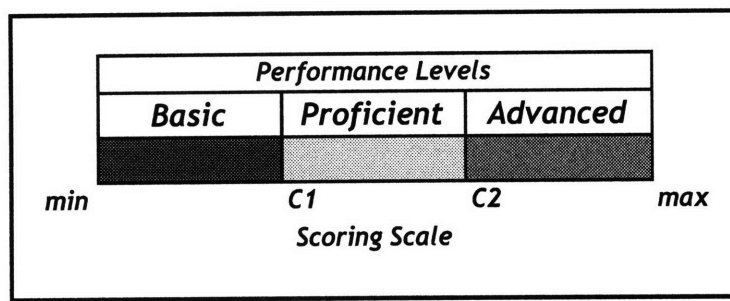 Performance Levels
Basic Proficient Advanced
min C1 C2 max
Scoring Scale